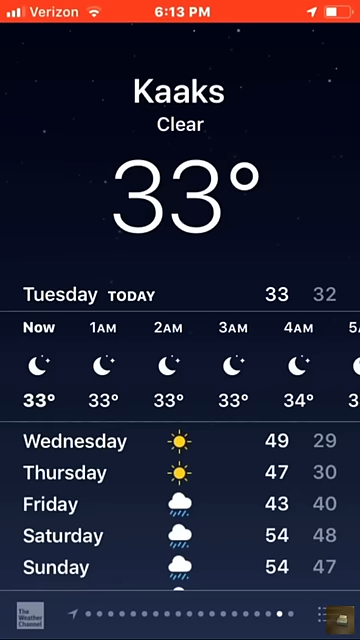 Verizon 6:13 PM
Kaaks
Clear
33°
Tuesday TODAY 33 32
Now 1AM 2AM 3AM 4AM
33° 33° 33° 33° 34°
Wednesday 49 29
Thursday 47 30
Friday 43 40
Saturday 54 48
Sunday 54 47
The
Weather
Channel